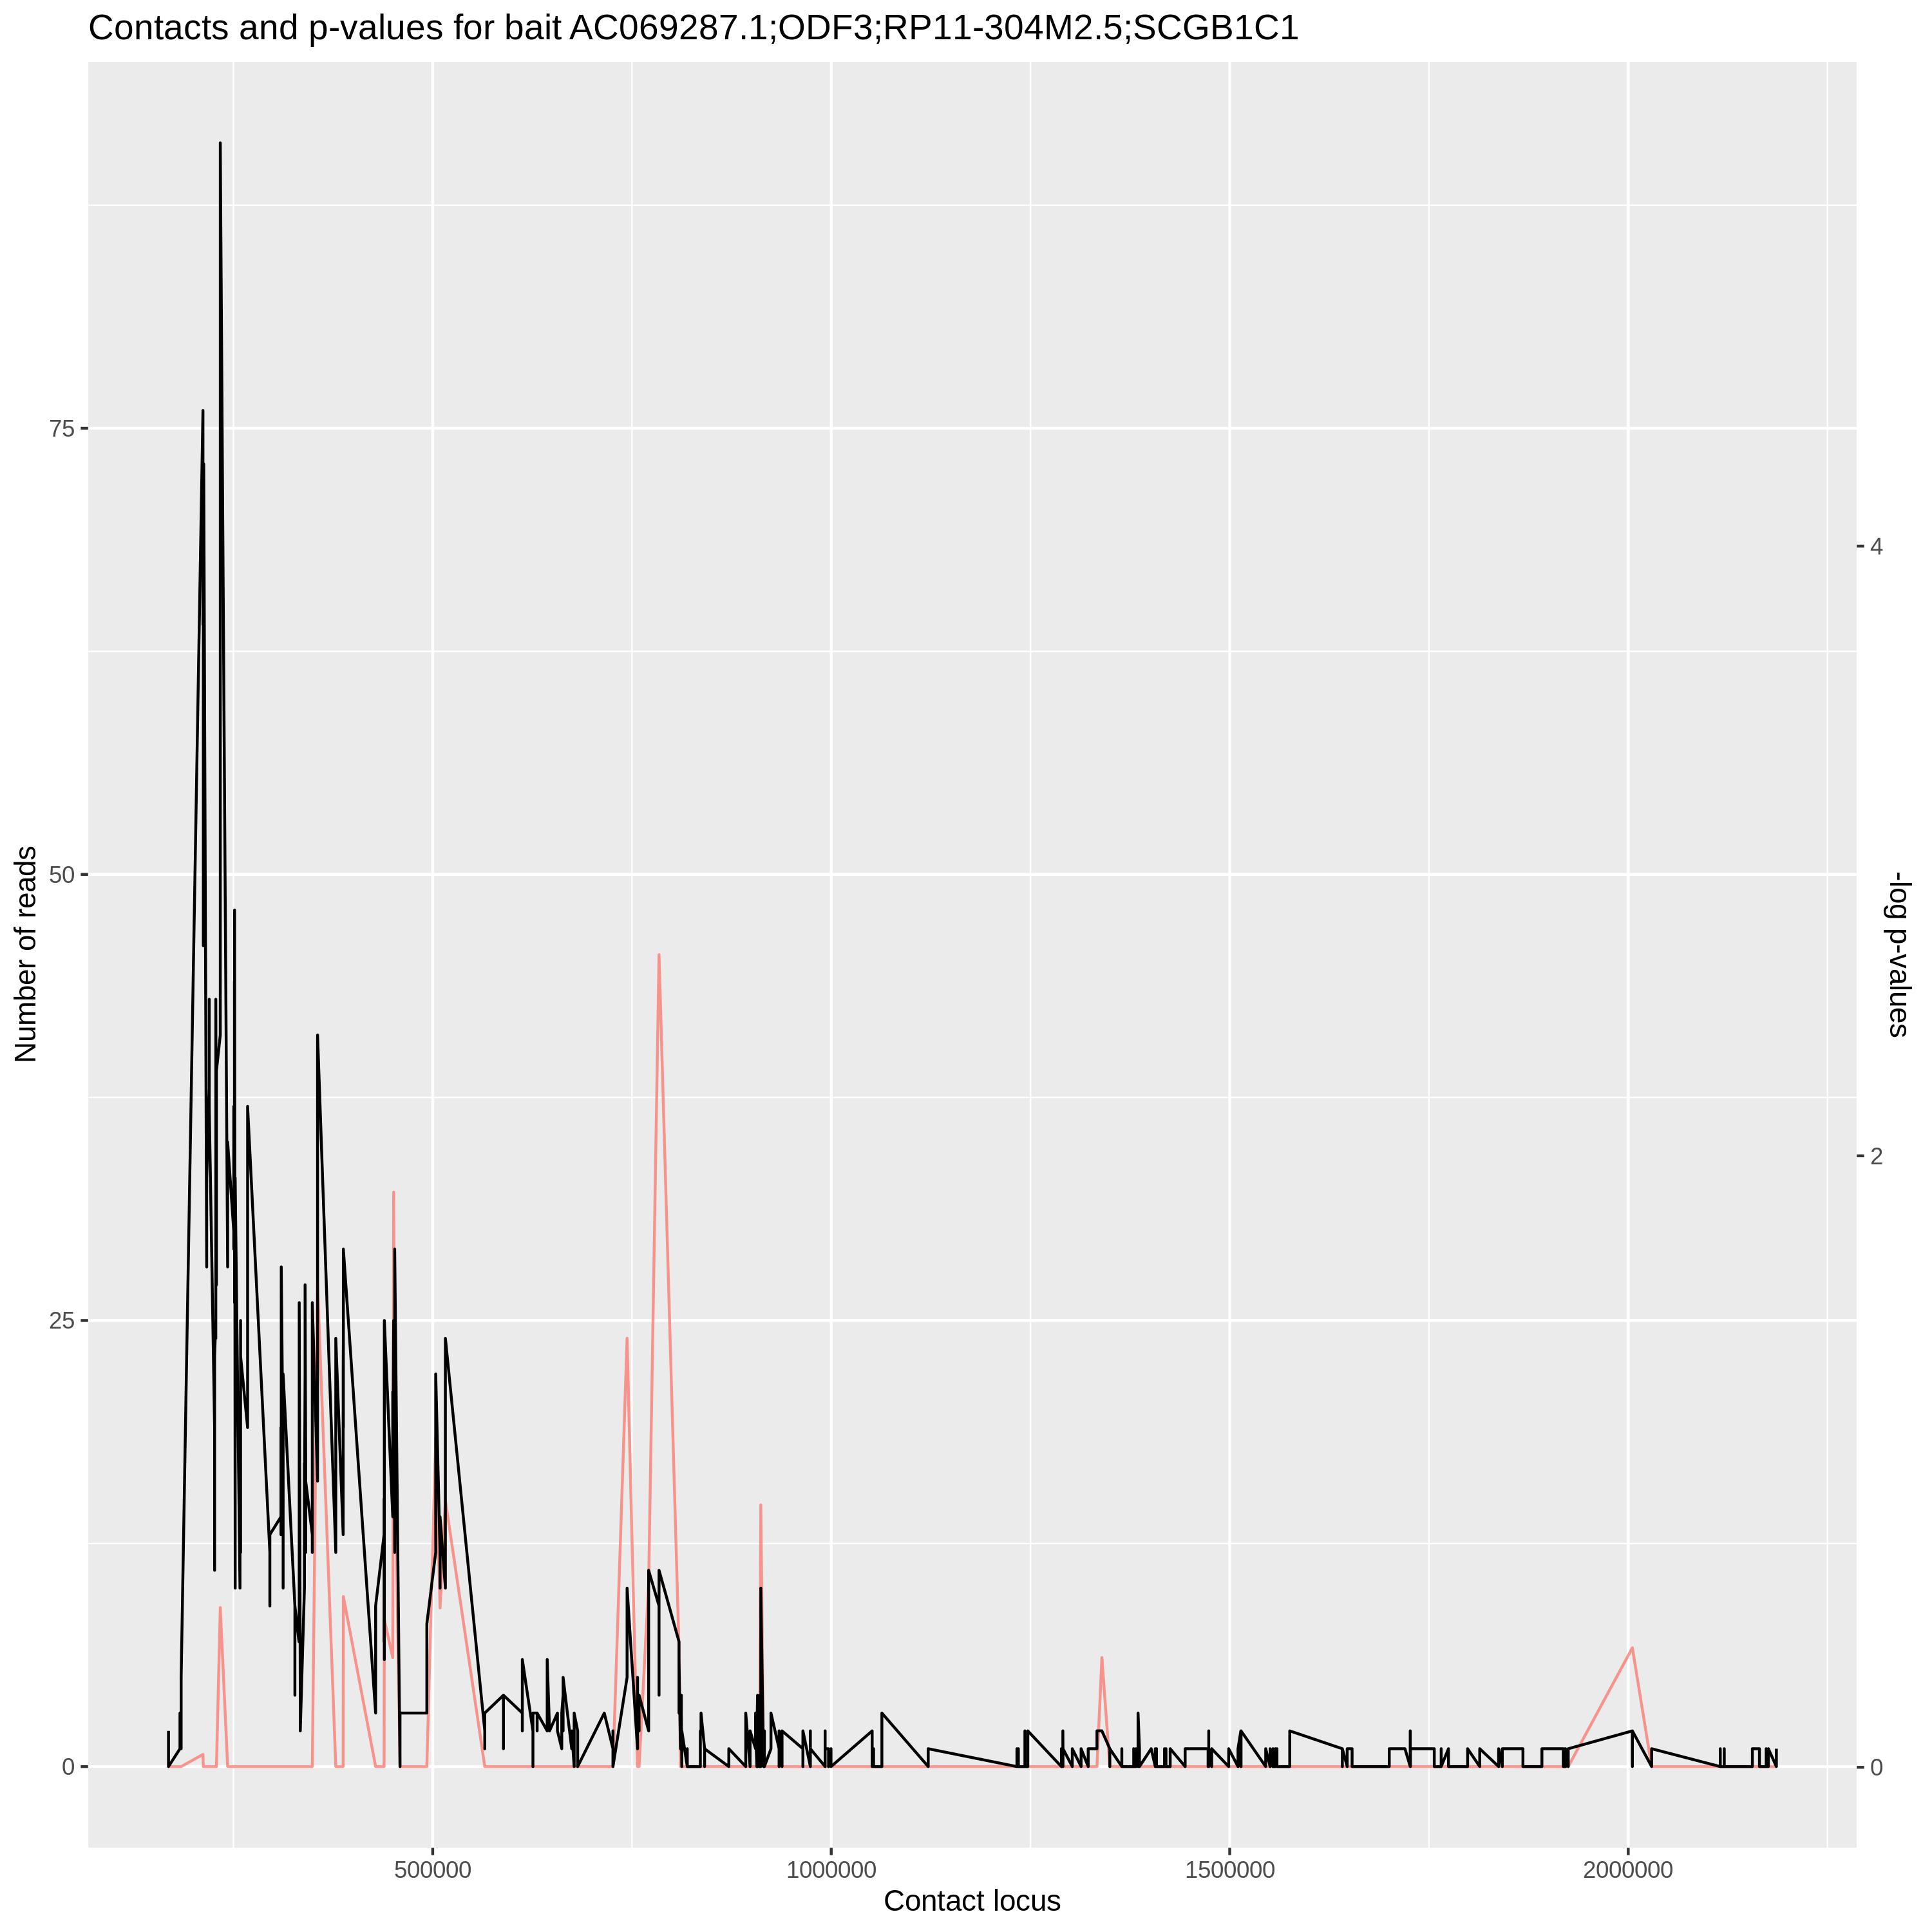 Contacts and p-values for bait AC069287.1;ODF3;RP11-304M2.5;SCGB1C1
Number of reads
75
50
25
0
4
2
0
-log p-values
500000
1000000
1500000
2000000
Contact locus